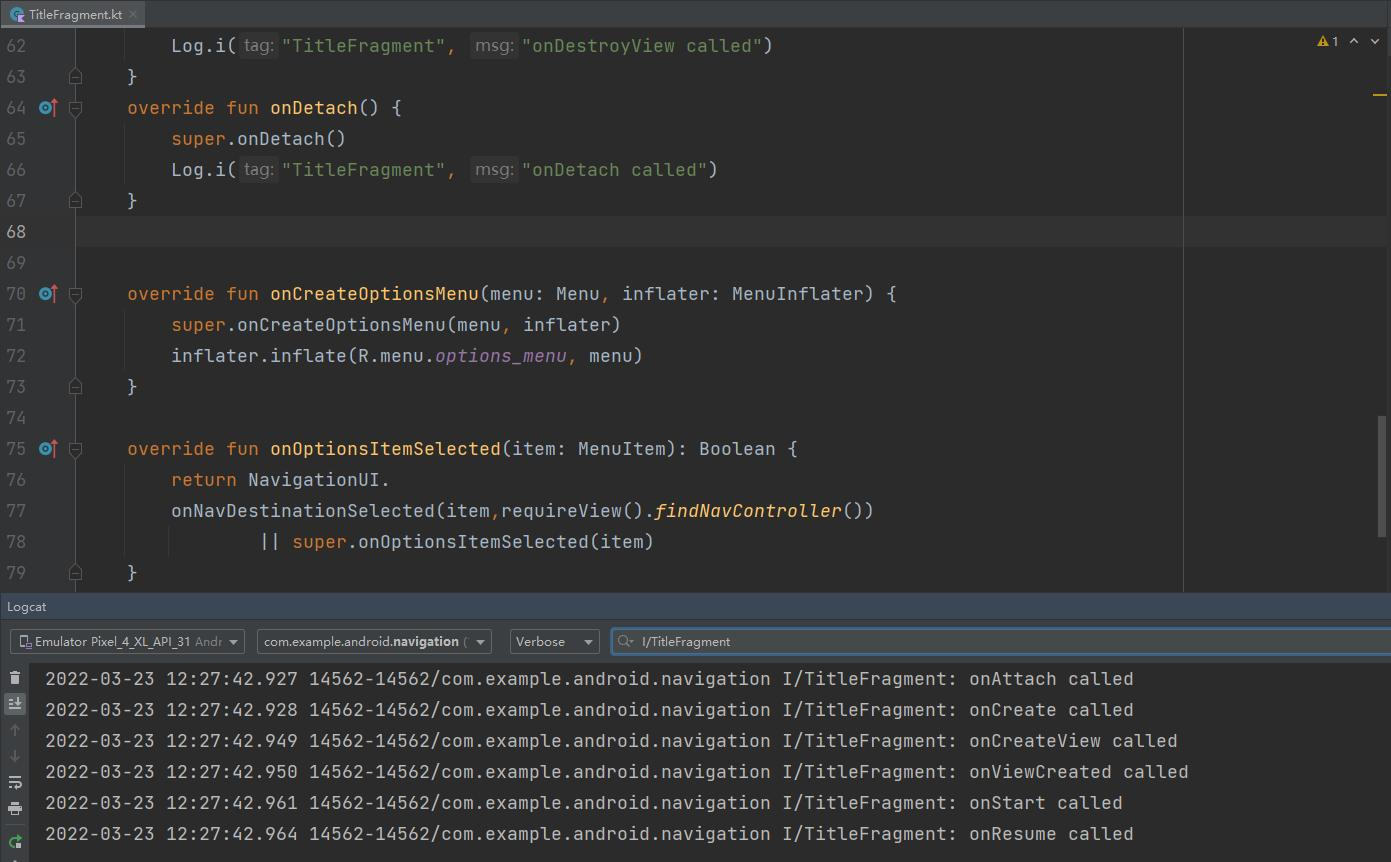 TitleFragment.kt
62 Log.i( tag: "TitleFragment", msg: "onDestroyView called")
1
63 }
64 override fun onDetach() {
65 super.onDetach()
66 Log.i( tag: "TitleFragment", msg: "onDetach called")
67 }
68
69
70 override fun onCreateOptionsMenu(menu: Menu, inflater: MenuInflater) {
71 super.onCreateOptionsMenu(menu, inflater)
72 inflater.inflate(R.menu.options_menu, menu)
73 }
74
75 override fun onOptionsItemSelected(item: MenuItem): Boolean {
76 return NavigationUI.
77 onNavDestinationSelected(item,requireView().findNavController())
78 || super.onOptionsItemSelected(item)
79 }
Logcat
Emulator Pixel_4_XL_API_31 Andr com.example.android.navigation ( Verbose I/TitleFragment
2022-03-23 12:27:42.927 14562-14562/com.example.android.navigation I/TitleFragment: onAttach called
2022-03-23 12:27:42.928 14562-14562/com.example.android.navigation I/TitleFragment: onCreate called
2022-03-23 12:27:42.949 14562-14562/com.example.android.navigation I/TitleFragment: onCreateView called
2022-03-23 12:27:42.950 14562-14562/com.example.android.navigation I/TitleFragment: onViewCreated called
2022-03-23 12:27:42.961 14562-14562/com.example.android.navigation I/TitleFragment: onStart called
2022-03-23 12:27:42.964 14562-14562/com.example.android.navigation I/TitleFragment: onResume called